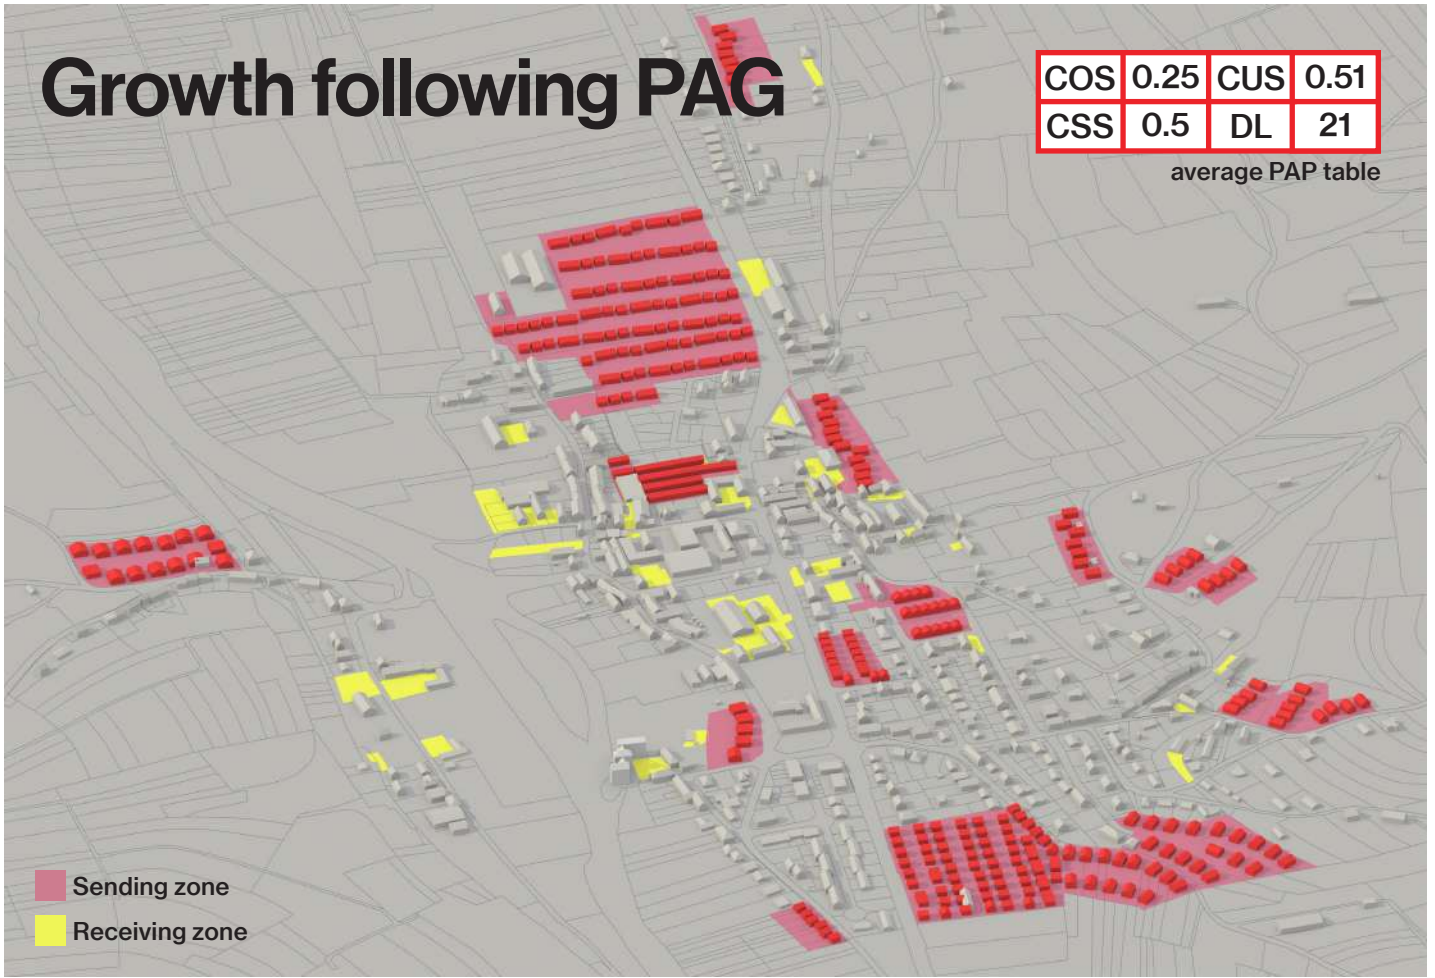 Growth following PAG
COS 0.25 CUS 0.51
CSS 0.5 DL 21
average PAP table
Sending zone
Receiving zone